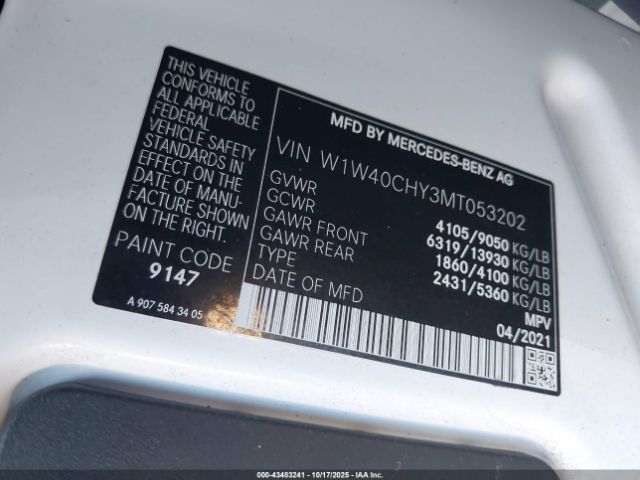 THIS VEHICLE
CONFORMS TO
ALL APPLICABLE
FEDERAL
VEHICLE SAFETY
STANDARDS IN
EFFECT ON THE
DATE OF MANU-
FACTURE SHOWN
ON THE RIGHT.
PAINT CODE
9147
A 907 584 34 05
MFD BY MERCEDES-BENZ AG
VIN W1W40CHY3MT053202
GVWR 4105/9050 KG/LB
GCWR 6319/13930 KG/LB
GAWR FRONT 1860/4100 KG/LB
GAWR REAR 2431/5360 KG/LB
TYPE MPV
DATE OF MFD 04/2021
000-43483241 - 10/17/2025 - IAA Inc.